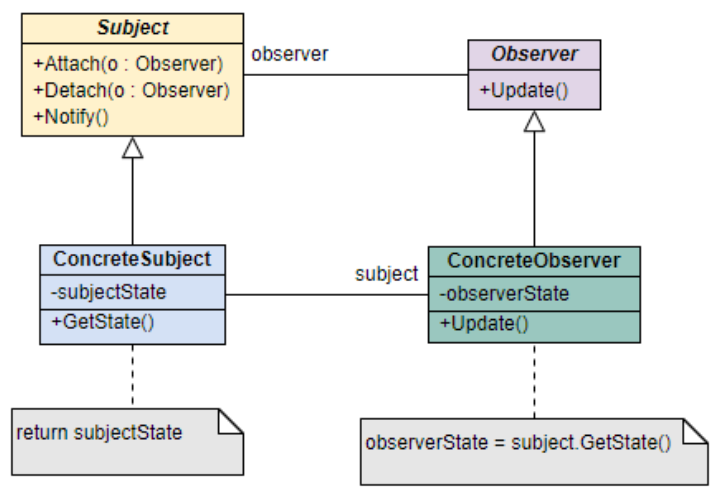 Subject
+Attach(o : Observer)
+Detach(o : Observer)
+Notify()
observer
Observer
+Update()
ConcreteSubject
-subjectState
+GetState()
subject
ConcreteObserver
-observerState
+Update()
return subjectState
observerState = subject.GetState()